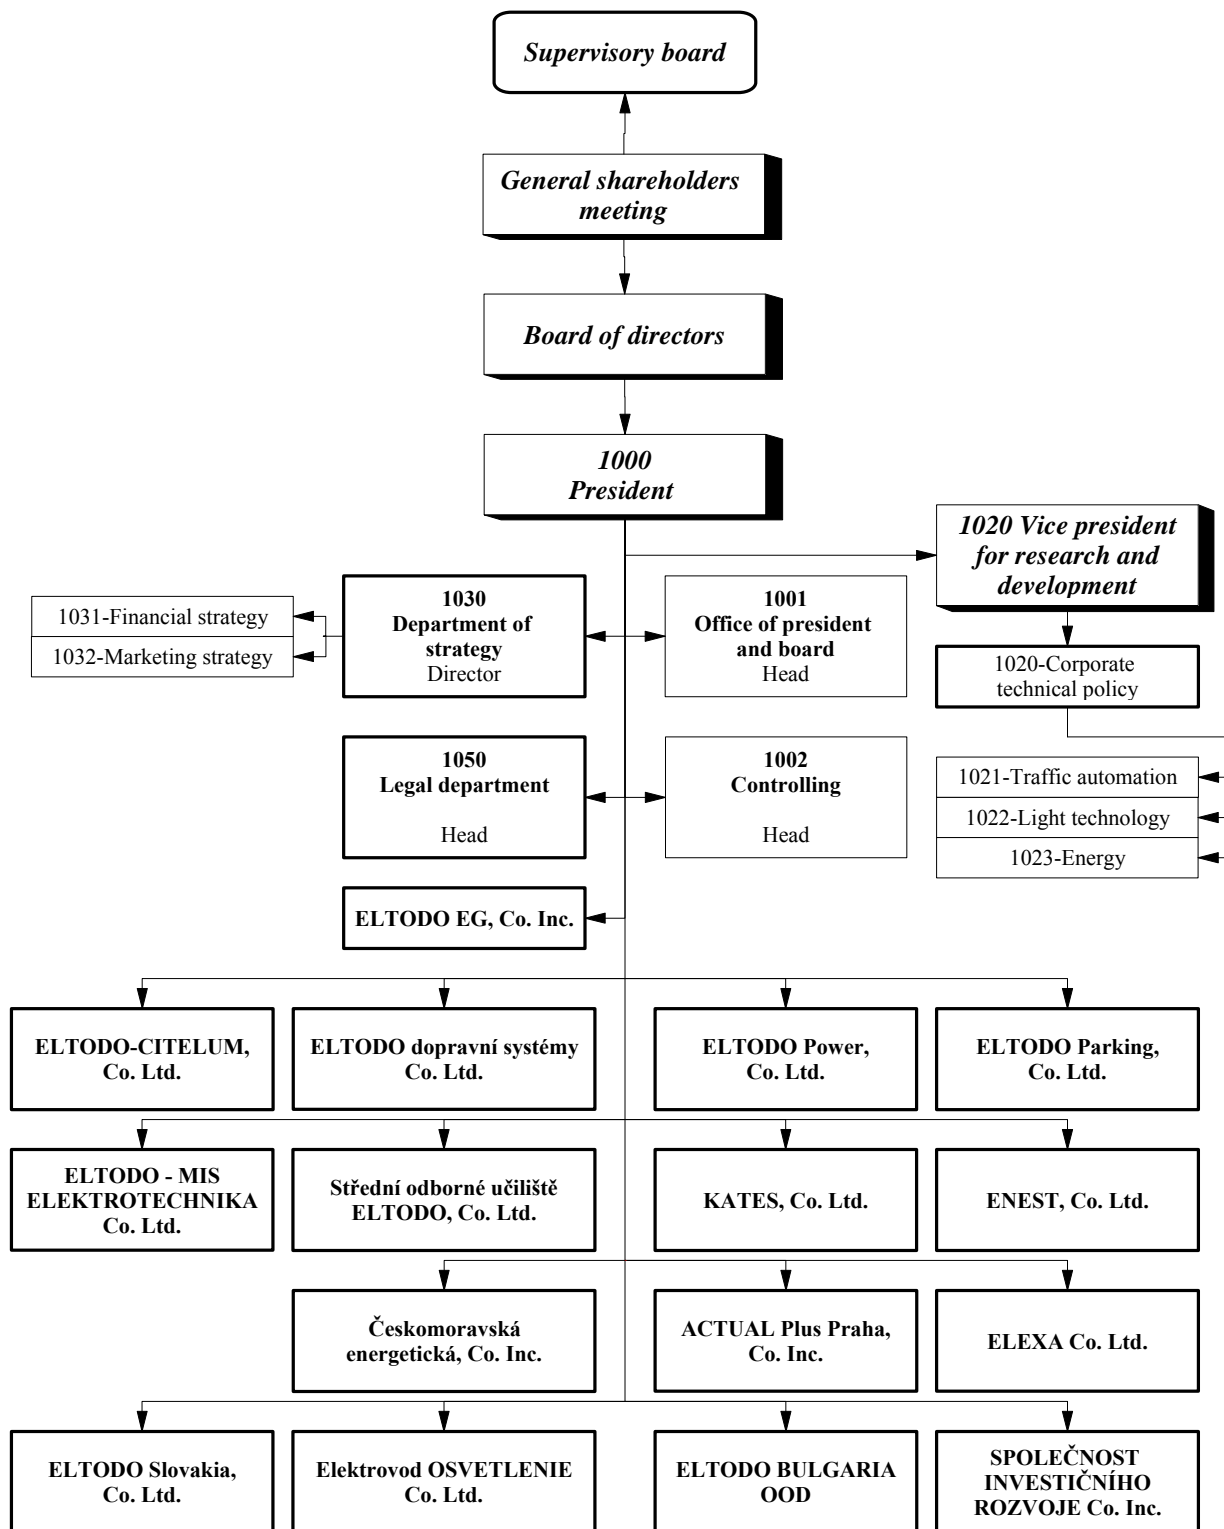 Supervisory board
General shareholders
meeting
Board of directors
1000
President
1020 Vice president
for research and
development
1031-Financial strategy
1032-Marketing strategy
1030
Department of
strategy
Director
1001
Office of president
and board
Head
1020-Corporate
technical policy
1050
Legal department
Head
1002
Controlling
Head
1021-Traffic automation
1022-Light technology
1023-Energy
ELTODO EG, Co. Inc.
ELTODO-CITELUM,
Co. Ltd.
ELTODO dopravní systémy
Co. Ltd.
ELTODO Power,
Co. Ltd.
ELTODO Parking,
Co. Ltd.
ELTODO - MIS
ELEKTROTECHNIKA
Co. Ltd.
Střední odborné učiliště
ELTODO, Co. Ltd.
KATES, Co. Ltd.
ENEST, Co. Ltd.
Českomoravská
energetická, Co. Inc.
ACTUAL Plus Praha,
Co. Inc.
ELEXA Co. Ltd.
ELTODO Slovakia,
Co. Ltd.
Elektrovod OSVETLENIE
Co. Ltd.
ELTODO BULGARIA
OOD
SPOLEČNOST
INVESTIČNÍHO
ROZVOJE Co. Inc.